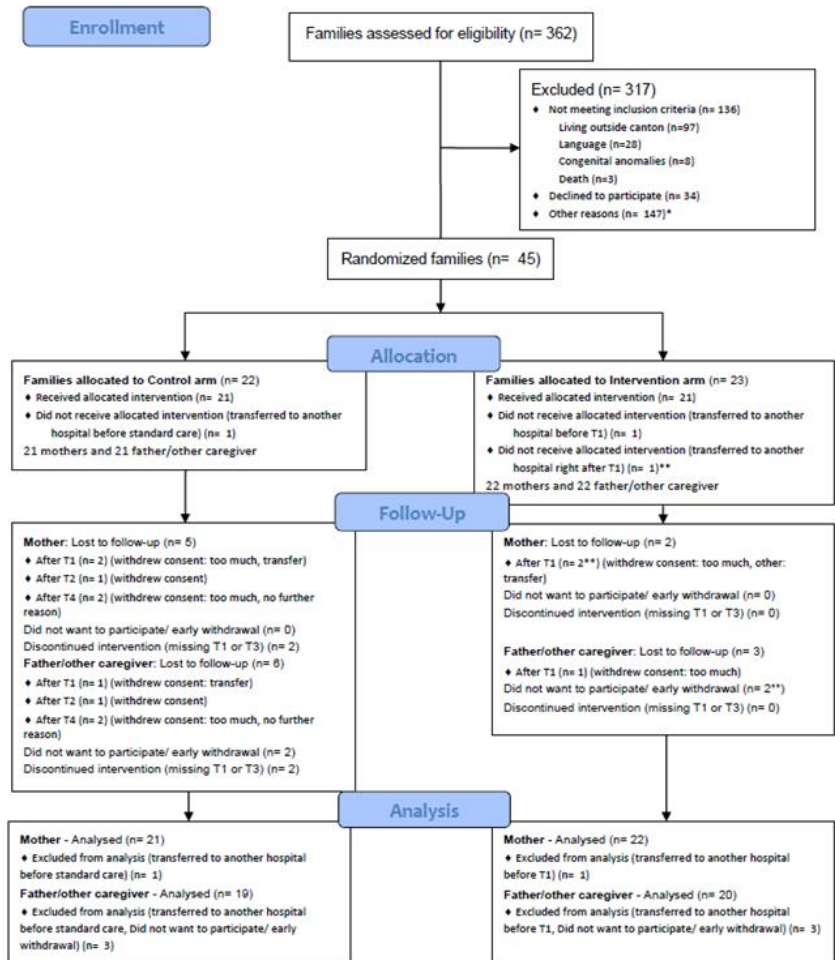 Enrollment
Families assessed for eligibility (n= 362)
Excluded (n= 317)
♦ Not meeting inclusion criteria (n= 136)
Living outside canton (n=97)
Language (n=28)
Congenital anomalies (n=8)
Death (n=3)
♦ Declined to participate (n= 34)
♦ Other reasons (n= 147)*
Randomized families (n= 45)
Allocation
Families allocated to Control arm (n= 22)
♦ Received allocated intervention (n= 21)
♦ Did not receive allocated intervention (transferred to another
hospital before standard care) (n= 1)
21 mothers and 21 father/other caregiver
Families allocated to Intervention arm (n= 23)
♦ Received allocated intervention (n= 21)
♦ Did not receive allocated intervention (transferred to another
hospital before T1) (n= 1)
♦ Did not receive allocated intervention (transferred to another
hospital right after T1) (n= 1)**
22 mothers and 22 father/other caregiver
Follow-Up
Mother: Lost to follow-up (n= 5)
♦ After T1 (n= 2) (withdrew consent: too much, transfer)
♦ After T2 (n= 1) (withdrew consent)
♦ After T4 (n= 2) (withdrew consent: too much, no further
reason)
Did not want to participate/ early withdrawal (n= 0)
Discontinued intervention (missing T1 or T3) (n= 2)
Father/other caregiver: Lost to follow-up (n= 6)
♦ After T1 (n= 1) (withdrew consent: transfer)
♦ After T2 (n= 1) (withdrew consent)
♦ After T4 (n= 2) (withdrew consent: too much, no further
reason)
Did not want to participate/ early withdrawal (n= 2)
Discontinued intervention (missing T1 or T3) (n= 2)
Mother: Lost to follow-up (n= 2)
♦ After T1 (n= 2**) (withdrew consent: too much, other:
transfer)
Did not want to participate/ early withdrawal (n= 0)
Discontinued intervention (missing T1 or T3) (n= 0)
Father/other caregiver: Lost to follow-up (n= 3)
♦ After T1 (n= 1) (withdrew consent: too much)
Did not want to participate/ early withdrawal (n= 2**)
Discontinued intervention (missing T1 or T3) (n= 0)
Analysis
Mother - Analysed (n= 21)
♦ Excluded from analysis (transferred to another hospital
before standard care) (n= 1)
Father/other caregiver - Analysed (n= 19)
♦ Excluded from analysis (transferred to another hospital
before standard care, Did not want to participate/ early
withdrawal) (n= 3)
Mother - Analysed (n= 22)
♦ Excluded from analysis (transferred to another hospital
before T1) (n= 1)
Father/other caregiver - Analysed (n= 20)
♦ Excluded from analysis (transferred to another hospital
before T1, Did not want to participate/ early withdrawal) (n= 3)